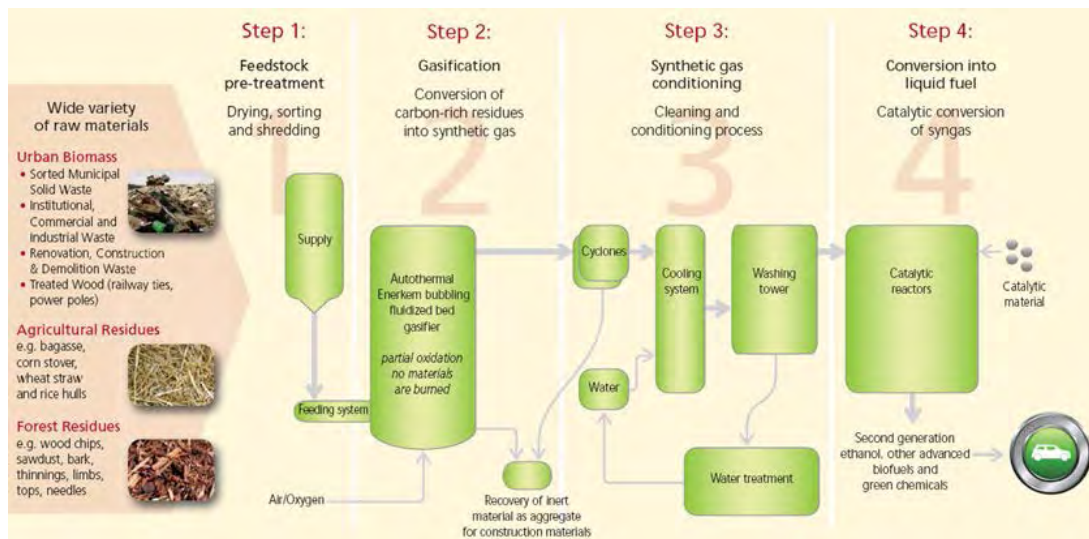 Step 1:
Feedstock
pre-treatment
Drying, sorting
and shredding
Step 2:
Gasification
Conversion of
carbon-rich residues
into synthetic gas
Step 3:
Synthetic gas
conditioning
Cleaning and
conditioning process
Step 4:
Conversion into
liquid fuel
Catalytic conversion
of syngas
1
2
3
4
Wide variety
of raw materials
Urban Biomass
• Sorted Municipal
Solid Waste
• Institutional,
Commercial and
Industrial Waste
• Renovation, Construction
& Demolition Waste
• Treated Wood (railway ties,
power poles)
Agricultural Residues
e.g. bagasse,
corn stover,
wheat straw
and rice hulls
Forest Residues
e.g. wood chips,
sawdust, bark,
thinnings, limbs,
tops, needles
Supply
Feeding system
Air/Oxygen
Autothermal
Enerkem bubbling
fluidized bed
gasifier
partial oxidation
no materials
are burned
Recovery of inert
material as aggregate
for construction materials
Cyclones
Cooling
system
Washing
tower
Water
Water treatment
Catalytic
reactors
Catalytic
material
Second generation
ethanol, other advanced
biofuels and
green chemicals